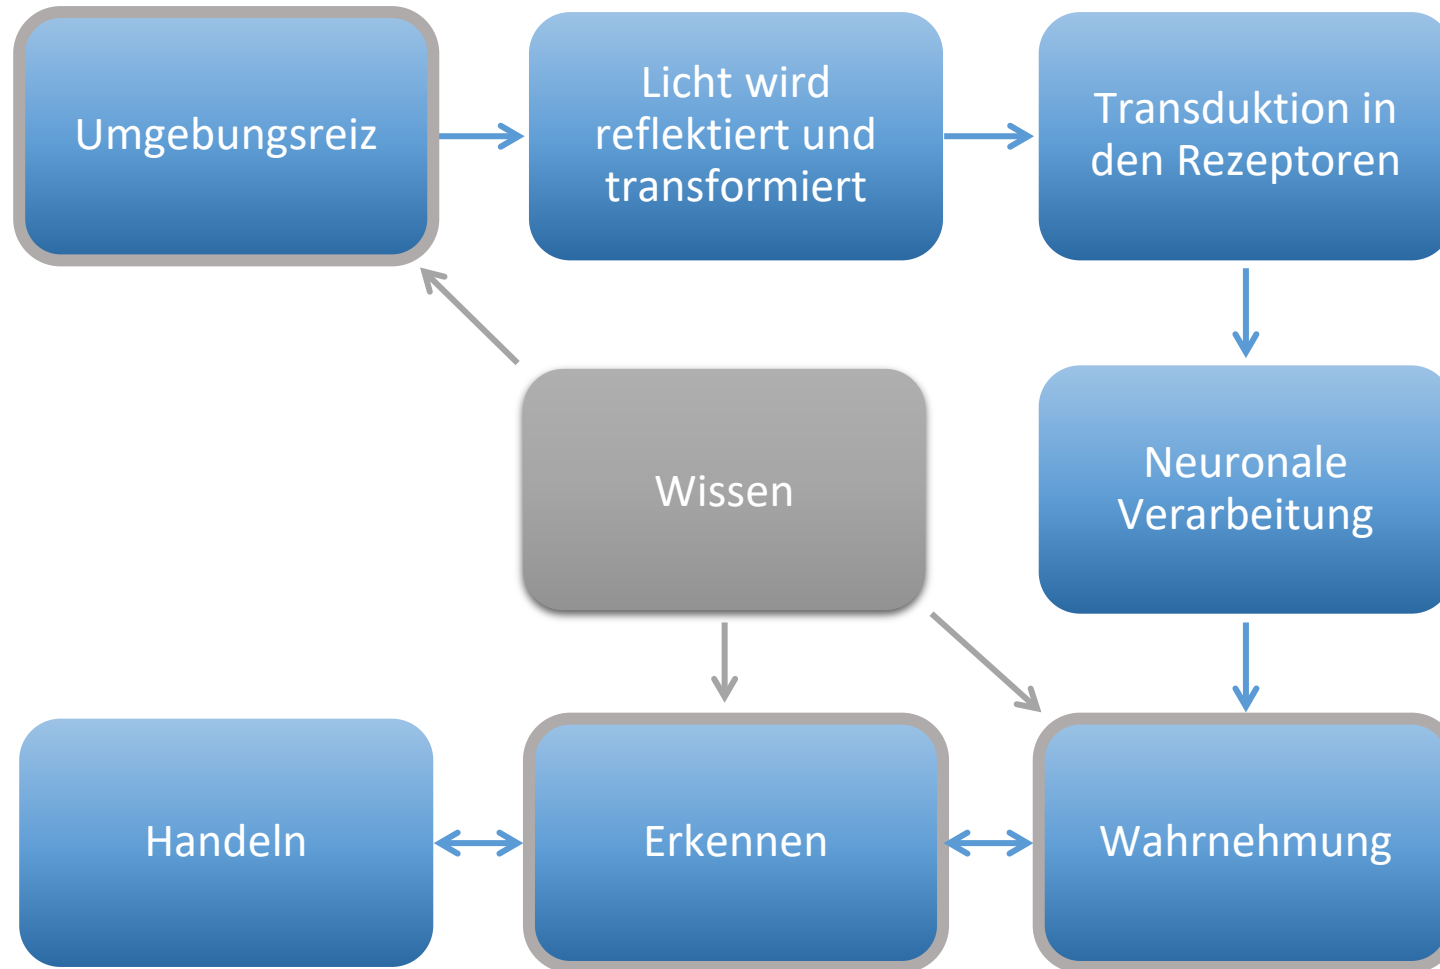 Umgebungsreiz
Licht wird
reflektiert und
transformiert
Transduktion in
den Rezeptoren
Wissen
Neuronale
Verarbeitung
Handeln
Erkennen
Wahrnehmung